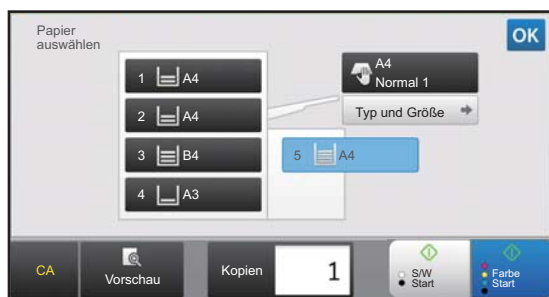 Papier
auswählen
OK
1 A4
2 A4
3 B4
4 A3
A4
Normal 1
Typ und Größe
5 A4
CA
Vorschau
Kopien
1
S/W
Start
Farbe
Start